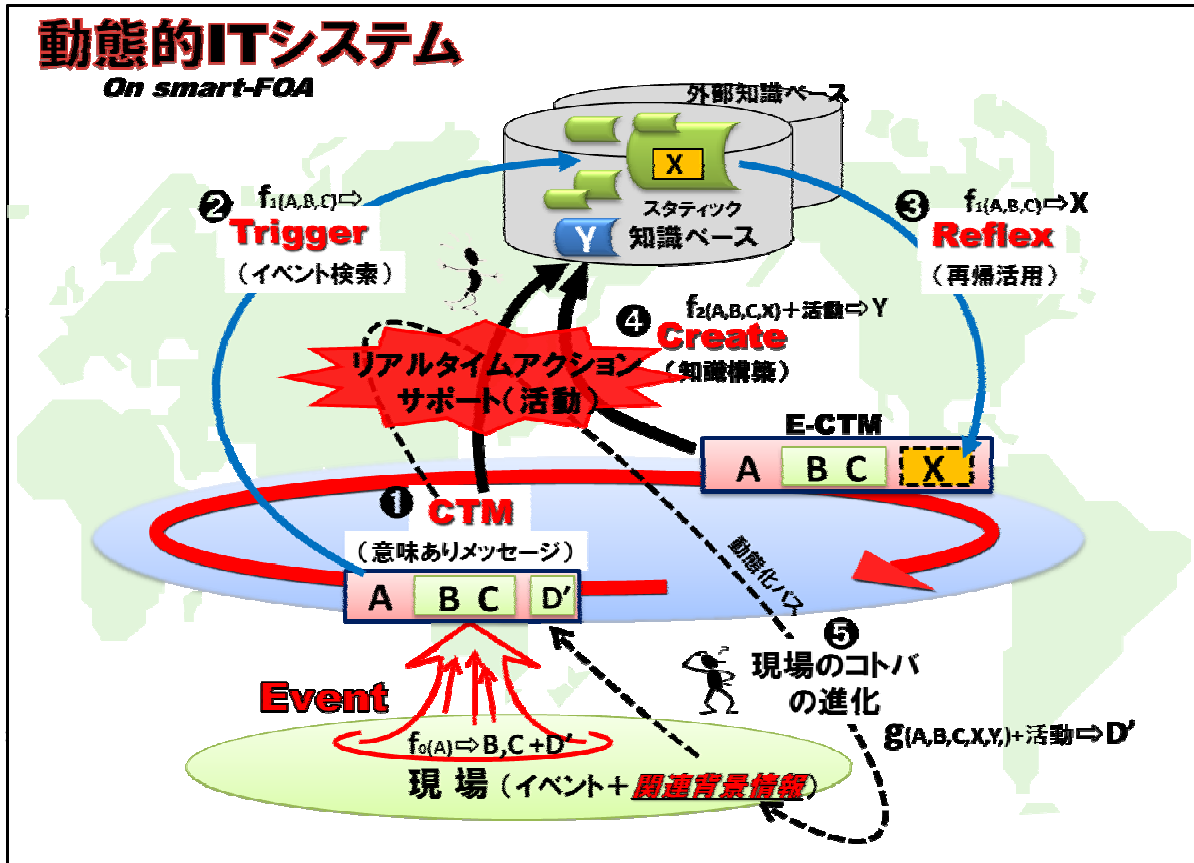 動態的ITシステム
On smart-FOA
外部知識ベース
X
スタティック
知識ベース
Y
❷ f1(A,B,C)⇨
Trigger
(イベント検索)
❸ f1(A,B,C)⇨X
Reflex
(再帰活用)
❹ f2(A,B,C,X)+活動⇨Y
Create
(知識構築)
リアルタイムアクション
サポート(活動)
E-CTM
A B C X
❶ CTM
(意味ありメッセージ)
A B C D′
動態化パス
❺
現場のコトバ
の進化
g(A,B,C,X,Y,)+活動⇨D′
Event
f0(A)⇨B,C+D′
現 場(イベント+関連背景情報)